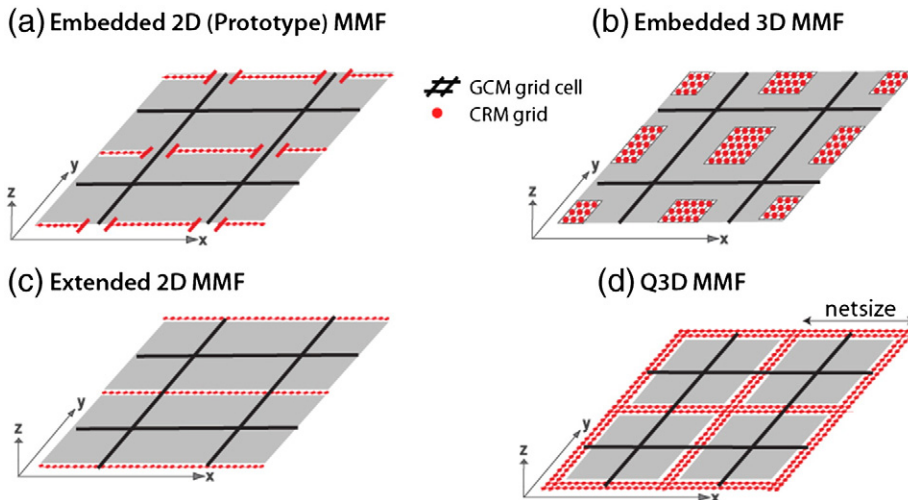 (a) Embedded 2D (Prototype) MMF
(b) Embedded 3D MMF
GCM grid cell
CRM grid
y
z
x
y
z
x
(c) Extended 2D MMF
(d) Q3D MMF
netsize
y
z
x
y
z
x